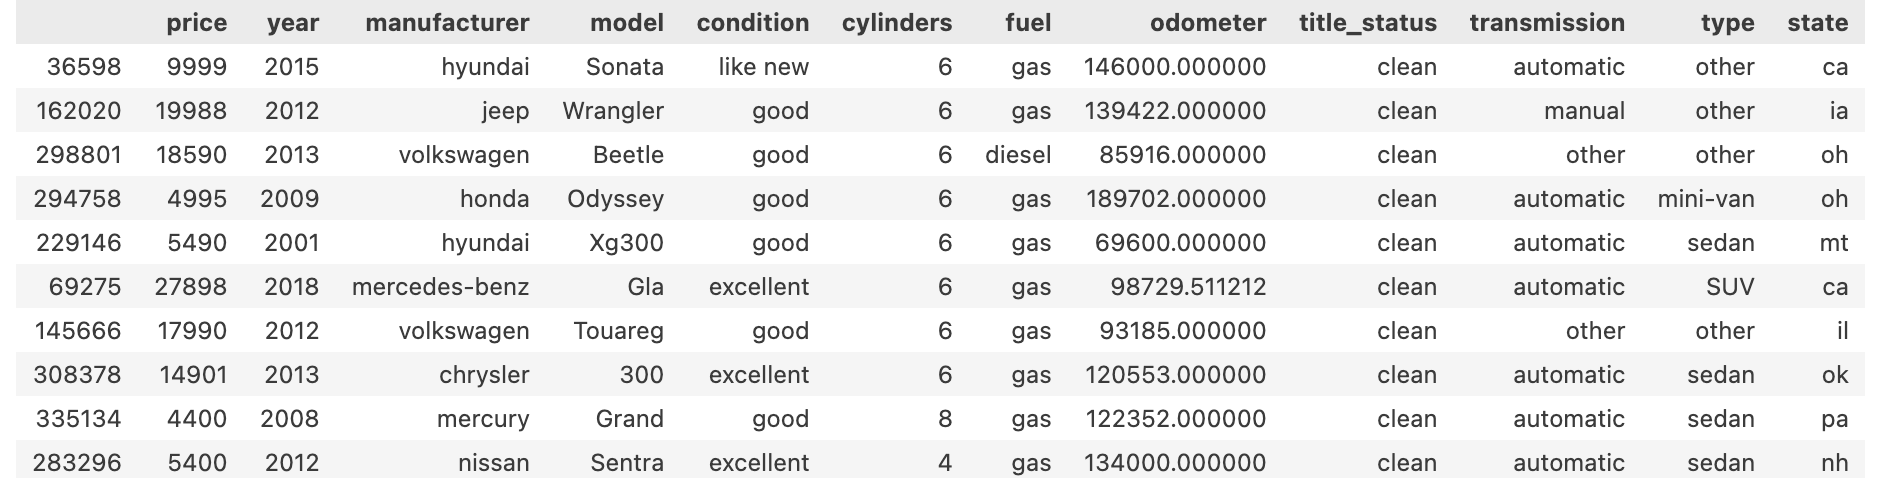 price year manufacturer model condition cylinders fuel odometer title_status transmission type state
36598 9999 2015 hyundai Sonata like new 6 gas 146000.000000 clean automatic other ca
162020 19988 2012 jeep Wrangler good 6 gas 139422.000000 clean manual other ia
298801 18590 2013 volkswagen Beetle good 6 diesel 85916.000000 clean other other oh
294758 4995 2009 honda Odyssey good 6 gas 189702.000000 clean automatic mini-van oh
229146 5490 2001 hyundai Xg300 good 6 gas 69600.000000 clean automatic sedan mt
69275 27898 2018 mercedes-benz Gla excellent 6 gas 98729.511212 clean automatic SUV ca
145666 17990 2012 volkswagen Touareg good 6 gas 93185.000000 clean other other il
308378 14901 2013 chrysler 300 excellent 6 gas 120553.000000 clean automatic sedan ok
335134 4400 2008 mercury Grand good 8 gas 122352.000000 clean automatic sedan pa
283296 5400 2012 nissan Sentra excellent 4 gas 134000.000000 clean automatic sedan nh